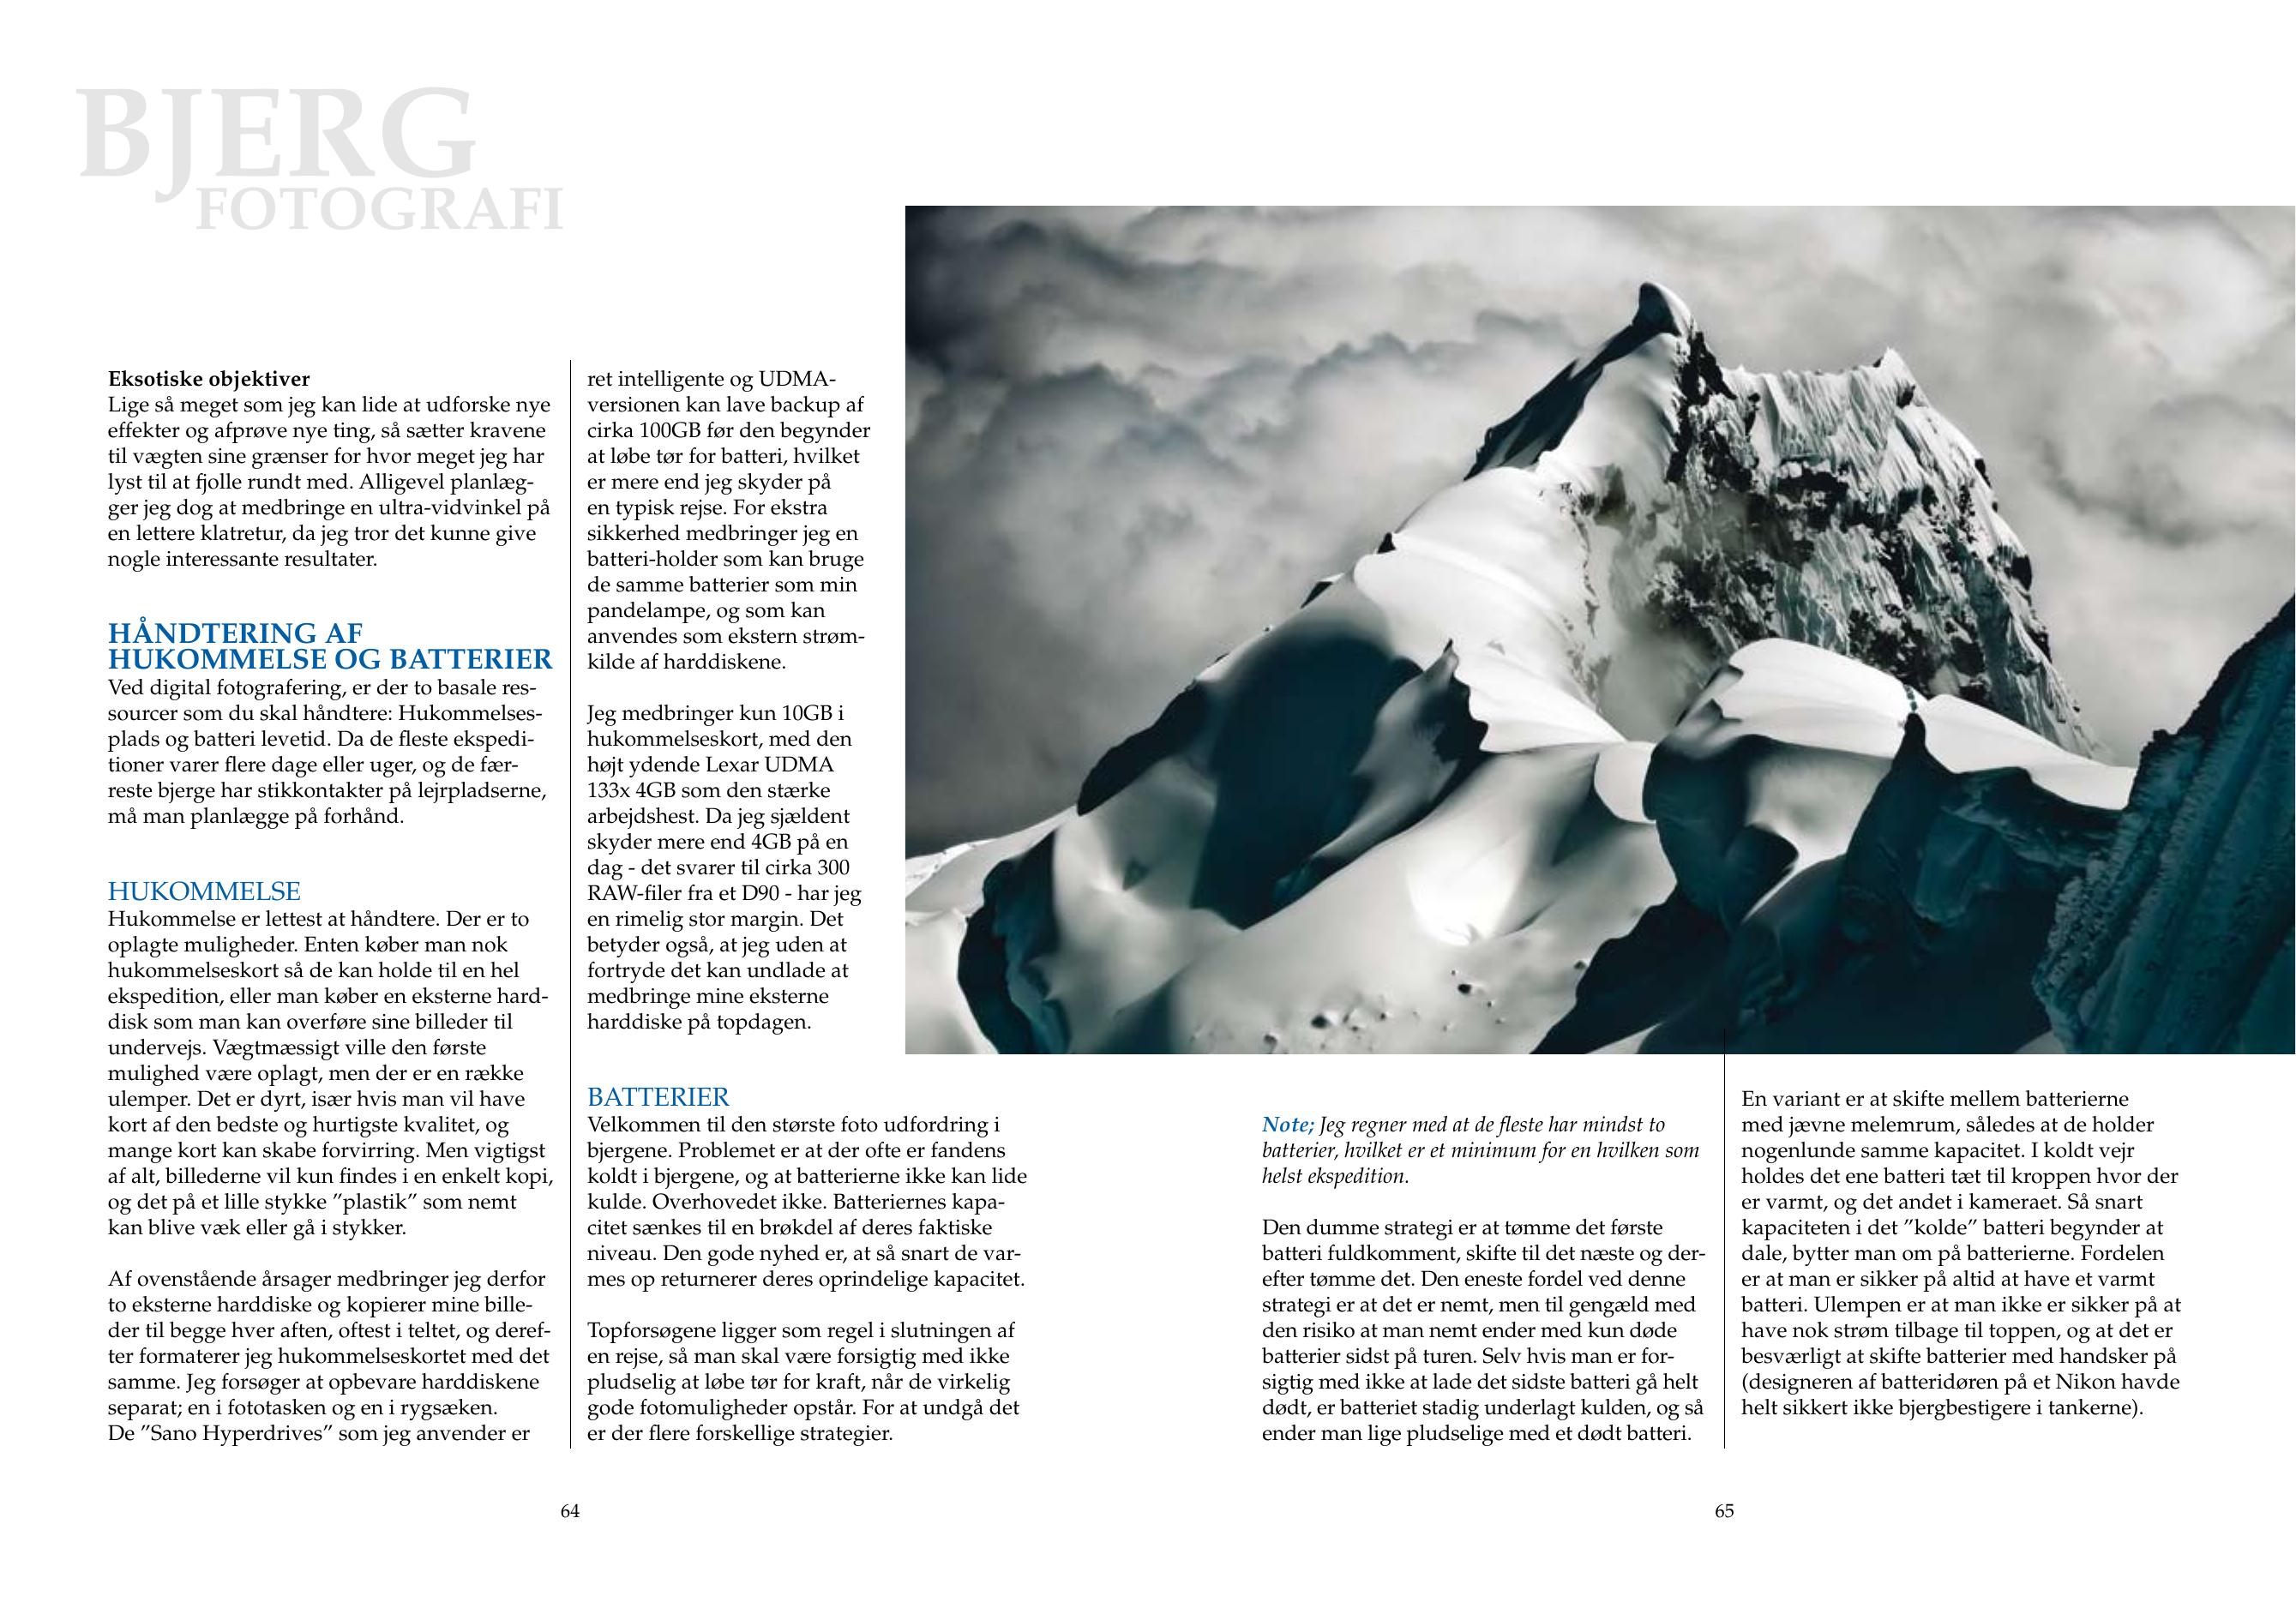 BJERG
FOTOGRAFI
Eksotiske objektiver
Lige så meget som jeg kan lide at udforske nye
effekter og afprøve nye ting, så sætter kravene
til vægten sine grænser for hvor meget jeg har
lyst til at fjolle rundt med. Alligevel planlæg-
ger jeg dog at medbringe en ultra-vidvinkel på
en lettere klatretur, da jeg tror det kunne give
nogle interessante resultater.
HÅNDTERING AF
HUKOMMELSE OG BATTERIER
Ved digital fotografering, er der to basale res-
sourcer som du skal håndtere: Hukommelses-
plads og batteri levetid. Da de fleste ekspedi-
tioner varer flere dage eller uger, og de fær-
reste bjerge har stikkontakter på lejrpladserne,
må man planlægge på forhånd.
HUKOMMELSE
Hukommelse er lettest at håndtere. Der er to
oplagte muligheder. Enten køber man nok
hukommelseskort så de kan holde til en hel
ekspedition, eller man køber en eksterne hard-
disk som man kan overføre sine billeder til
undervejs. Vægtmæssigt ville den første
mulighed være oplagt, men der er en række
ulemper. Det er dyrt, især hvis man vil have
kort af den bedste og hurtigste kvalitet, og
mange kort kan skabe forvirring. Men vigtigst
af alt, billederne vil kun findes i en enkelt kopi,
og det på et lille stykke ”plastik” som nemt
kan blive væk eller gå i stykker.
Af ovenstående årsager medbringer jeg derfor
to eksterne harddiske og kopierer mine bille-
der til begge hver aften, oftest i teltet, og deref-
ter formaterer jeg hukommelseskortet med det
samme. Jeg forsøger at opbevare harddiskene
separat; en i fototasken og en i rygsæken.
De ”Sano Hyperdrives” som jeg anvender er
ret intelligente og UDMA-
versionen kan lave backup af
cirka 100GB før den begynder
at løbe tør for batteri, hvilket
er mere end jeg skyder på
en typisk rejse. For ekstra
sikkerhed medbringer jeg en
batteri-holder som kan bruge
de samme batterier som min
pandelampe, og som kan
anvendes som ekstern strøm-
kilde af harddiskene.
Jeg medbringer kun 10GB i
hukommelseskort, med den
højt ydende Lexar UDMA
133x 4GB som den stærke
arbejdshest. Da jeg sjældent
skyder mere end 4GB på en
dag - det svarer til cirka 300
RAW-filer fra et D90 - har jeg
en rimelig stor margin. Det
betyder også, at jeg uden at
fortryde det kan undlade at
medbringe mine eksterne
harddiske på topdagen.
BATTERIER
Velkommen til den største foto udfordring i
bjergene. Problemet er at der ofte er fandens
koldt i bjergene, og at batterierne ikke kan lide
kulde. Overhovedet ikke. Batteriernes kapa-
citet sænkes til en brøkdel af deres faktiske
niveau. Den gode nyhed er, at så snart de var-
mes op returnerer deres oprindelige kapacitet.
Topforsøgene ligger som regel i slutningen af
en rejse, så man skal være forsigtig med ikke
pludselig at løbe tør for kraft, når de virkelig
gode fotomuligheder opstår. For at undgå det
er der flere forskellige strategier.
64
Note; Jeg regner med at de fleste har mindst to
batterier, hvilket er et minimum for en hvilken som
helst ekspedition.
Den dumme strategi er at tømme det første
batteri fuldkomment, skifte til det næste og der-
efter tømme det. Den eneste fordel ved denne
strategi er at det er nemt, men til gengæld med
den risiko at man nemt ender med kun døde
batterier sidst på turen. Selv hvis man er for-
sigtig med ikke at lade det sidste batteri gå helt
dødt, er batteriet stadig underlagt kulden, og så
ender man lige pludselige med et dødt batteri.
En variant er at skifte mellem batterierne
med jævne melemrum, således at de holder
nogenlunde samme kapacitet. I koldt vejr
holdes det ene batteri tæt til kroppen hvor der
er varmt, og det andet i kameraet. Så snart
kapaciteten i det ”kolde” batteri begynder at
dale, bytter man om på batterierne. Fordelen
er at man er sikker på altid at have et varmt
batteri. Ulempen er at man ikke er sikker på at
have nok strøm tilbage til toppen, og at det er
besværligt at skifte batterier med handsker på
(designeren af batteridøren på et Nikon havde
helt sikkert ikke bjergbestigere i tankerne).
65